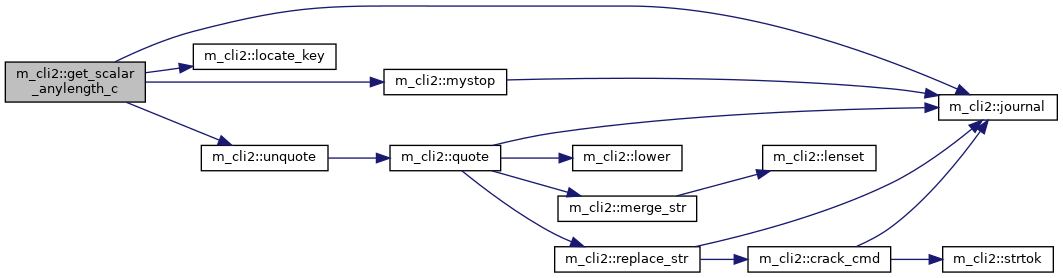 m_cli2::get_scalar
_anylength_c
m_cli2::locate_key
m_cli2::mystop
m_cli2::journal
m_cli2::unquote
m_cli2::quote
m_cli2::lower
m_cli2::lenset
m_cli2::merge_str
m_cli2::replace_str
m_cli2::crack_cmd
m_cli2::strtok